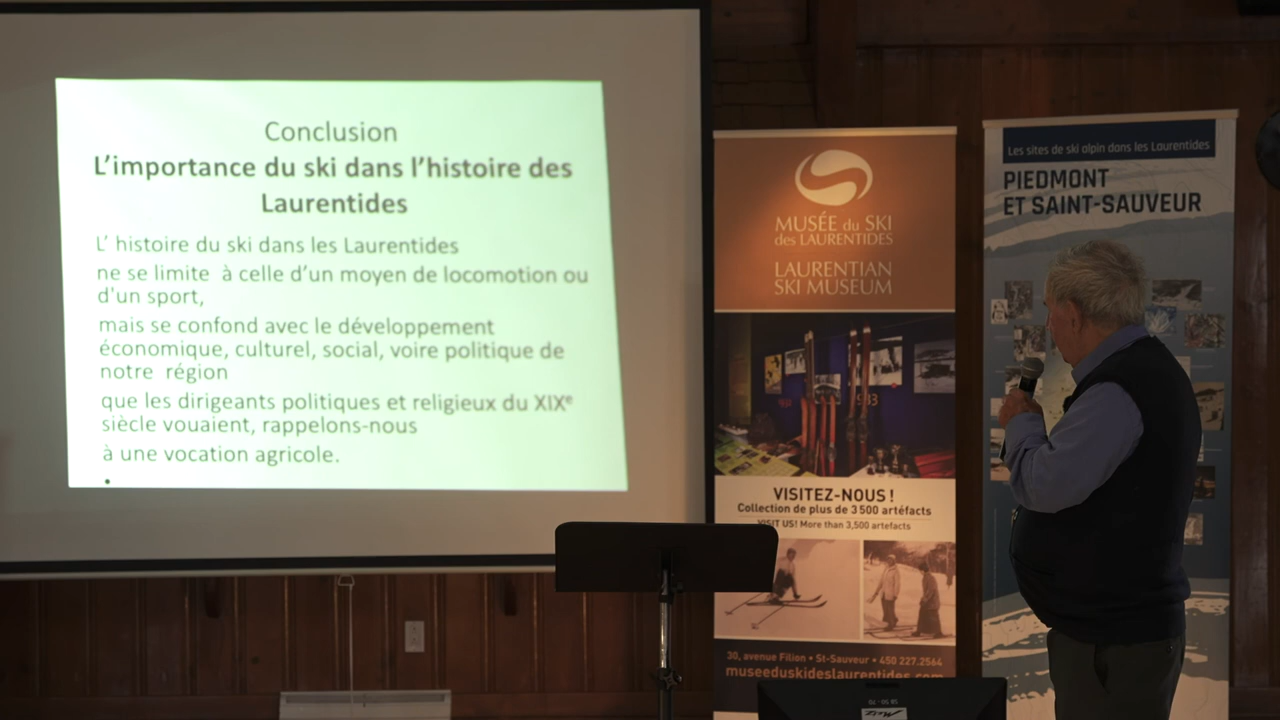 Conclusion
L'importance du ski dans l'histoire des
Laurentides
L' histoire du ski dans les Laurentides
ne se limite à celle d'un moyen de locomotion ou
d'un sport,
mais se confond avec le développement
économique, culturel, social, voire politique de
notre région
que les dirigeants politiques et religieux du XIXe
siècle vouaient, rappelons-nous
à une vocation agricole.
MUSÉE du SKI
des LAURENTIDES
LAURENTIAN
SKI MUSEUM
VISITEZ-NOUS !
Collection de plus de 3 500 artéfacts
VISIT US! More than 3,500 artefacts
30, avenue Filion • St-Sauveur • 450 227.2564
museeduskideslaurentides.com
Les sites de ski alpin dans les Laurentides
PIEDMONT
ET SAINT-SAUVEUR